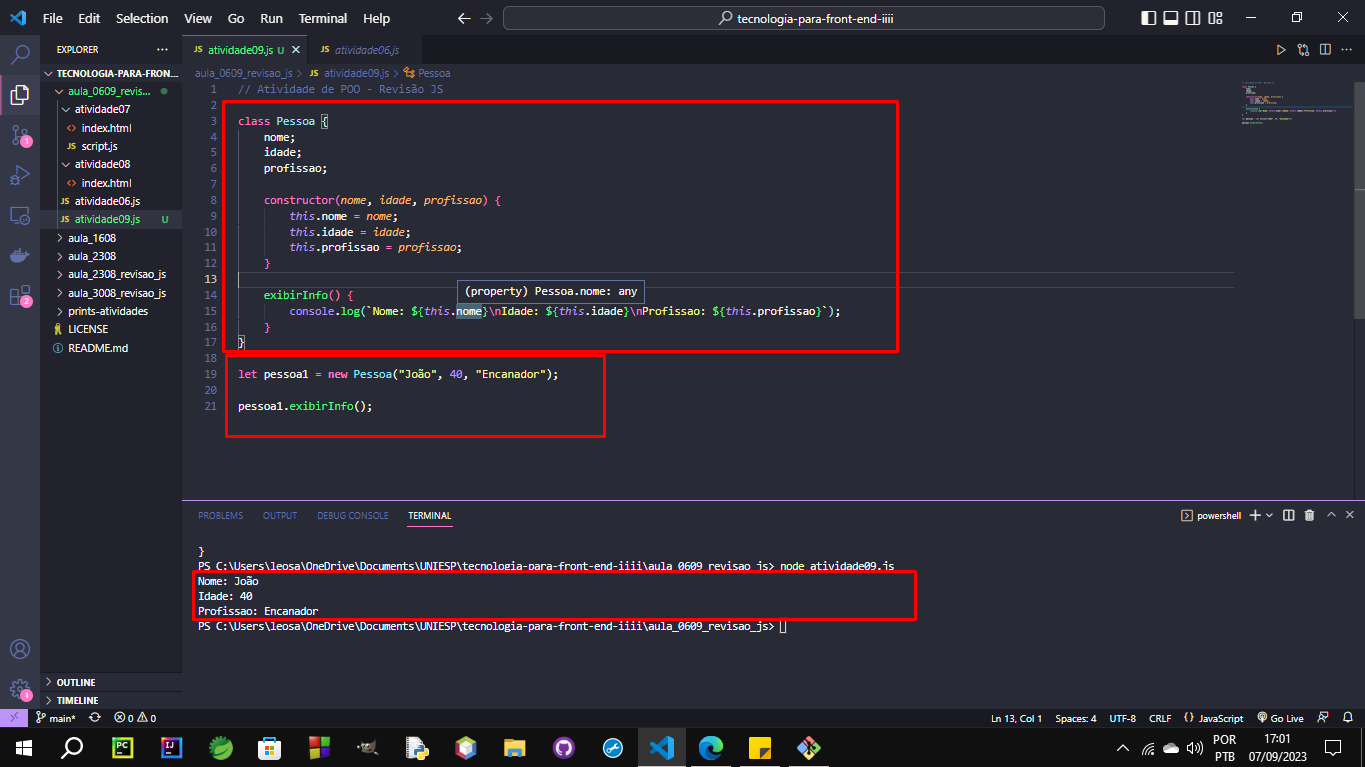 File Edit Selection View Go Run Terminal Help
tecnologia-para-front-end-iiii
EXPLORER
TECNOLOGIA-PARA-FRON...
aula_0609_revis...
atividade07
index.html
JS script.js
atividade08
index.html
JS atividade06.js
JS atividade09.js U
aula_1608
aula_2308
aula_2308_revisao_js
aula_3008_revisao_js
prints-atividades
LICENSE
README.md
OUTLINE
TIMELINE
1
2
1
JS atividade09.js U
JS atividade06.js
aula_0609_revisao_js > JS atividade09.js > Pessoa
1 // Atividade de POO - Revisão JS
2
3 class Pessoa {
4 nome;
5 idade;
6 profissao;
7
8 constructor(nome, idade, profissao) {
9 this.nome = nome;
10 this.idade = idade;
11 this.profissao = profissao;
12 }
13
(property) Pessoa.nome: any
14 exibirInfo() {
15 console.log(`Nome: ${this.nome}\nIdade: ${this.idade}\nProfissao: ${this.profissao}`);
16 }
17 }
18
19 let pessoa1 = new Pessoa("João", 40, "Encanador");
20
21 pessoa1.exibirInfo();
PROBLEMS OUTPUT DEBUG CONSOLE TERMINAL
powershell
}
PS C:\Users\leosa\OneDrive\Documents\UNIESP\tecnologia-para-front-end-iiii\aula_0609_revisao_js> node atividade09.js
Nome: João
Idade: 40
Profissao: Encanador
PS C:\Users\leosa\OneDrive\Documents\UNIESP\tecnologia-para-front-end-iiii\aula_0609_revisao_js>
main* 0 0
Ln 13, Col 1 Spaces: 4 UTF-8 CRLF {} JavaScript Go Live
PC
IJ
POR
PTB
17:01
07/09/2023